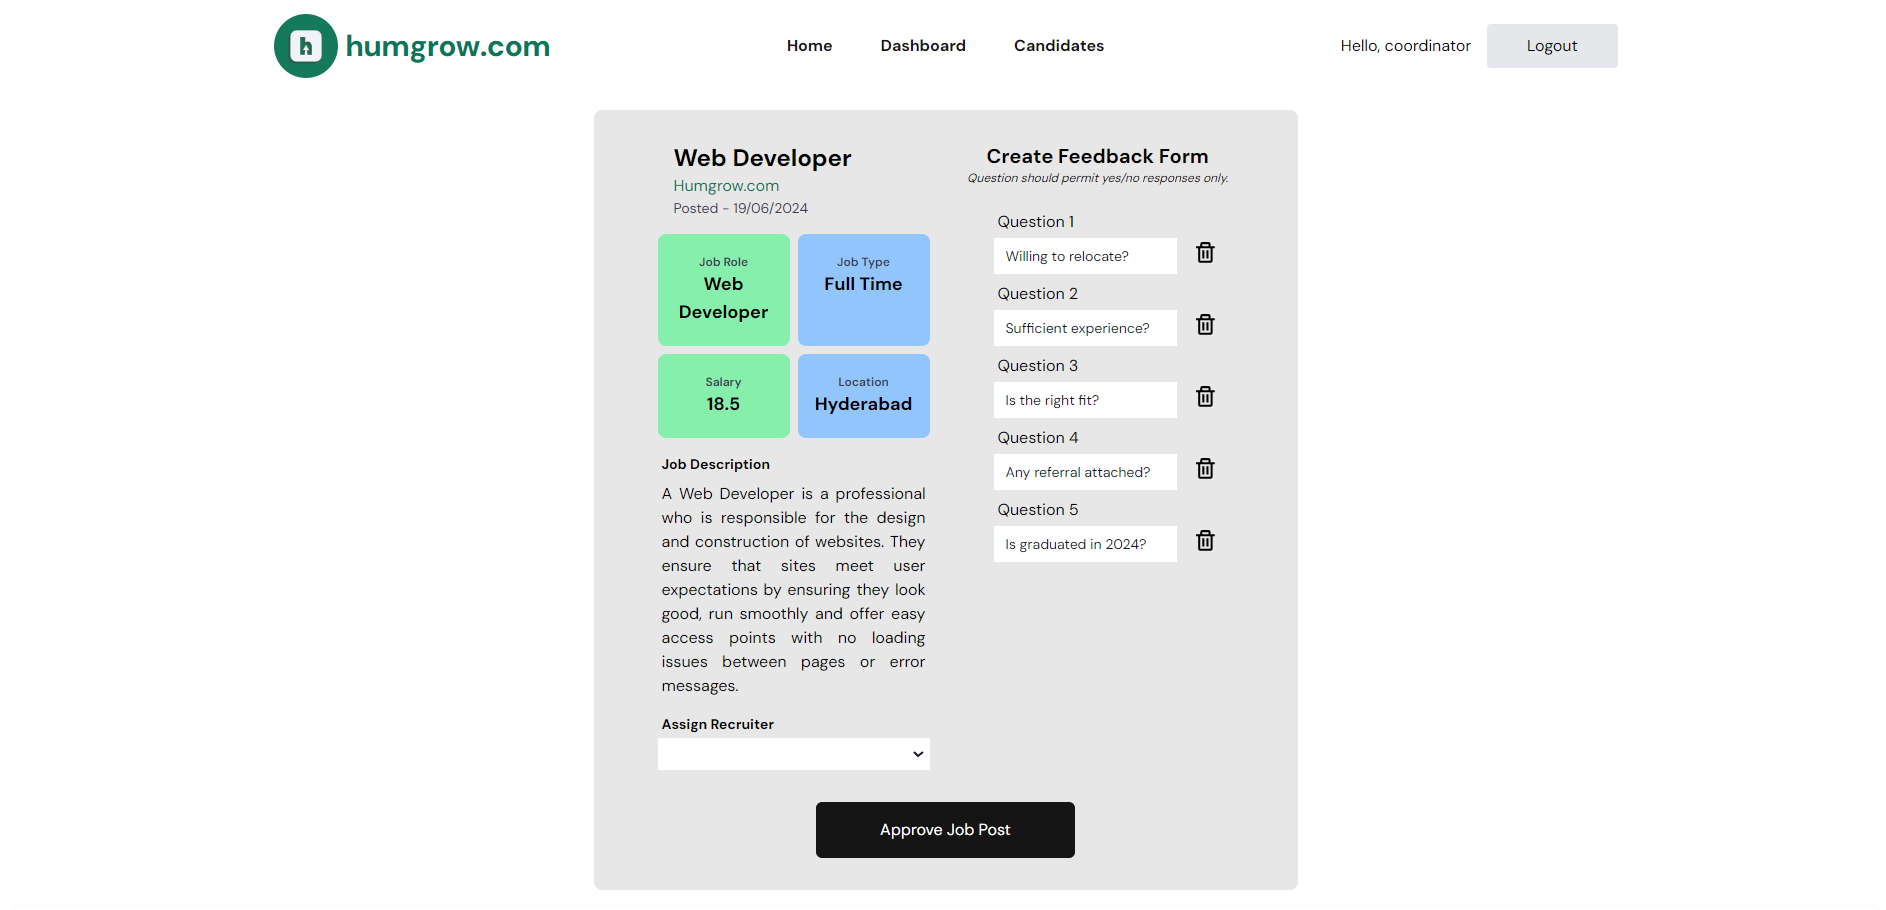 h humgrow.com
Home Dashboard Candidates
Hello, coordinator Logout
Web Developer
Humgrow.com
Posted - 19/06/2024
Job Role
Web
Developer
Job Type
Full Time
Salary
18.5
Location
Hyderabad
Job Description
A Web Developer is a professional
who is responsible for the design
and construction of websites. They
ensure that sites meet user
expectations by ensuring they look
good, run smoothly and offer easy
access points with no loading
issues between pages or error
messages.
Assign Recruiter
Create Feedback Form
Question should permit yes/no responses only.
Question 1
Willing to relocate?
Question 2
Sufficient experience?
Question 3
Is the right fit?
Question 4
Any referral attached?
Question 5
Is graduated in 2024?
Approve Job Post